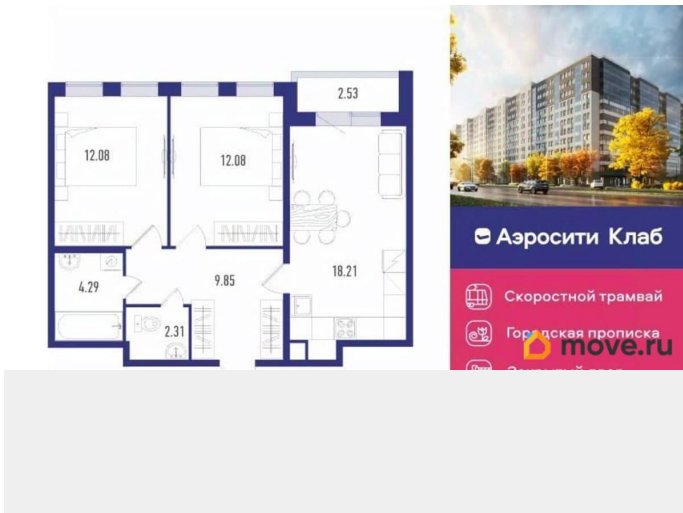 2.53
12.08
12.08
18.21
9.85
4.29
2.31
Аэросити Клаб
Скоростной трамвай
Городская прописка
move.ru